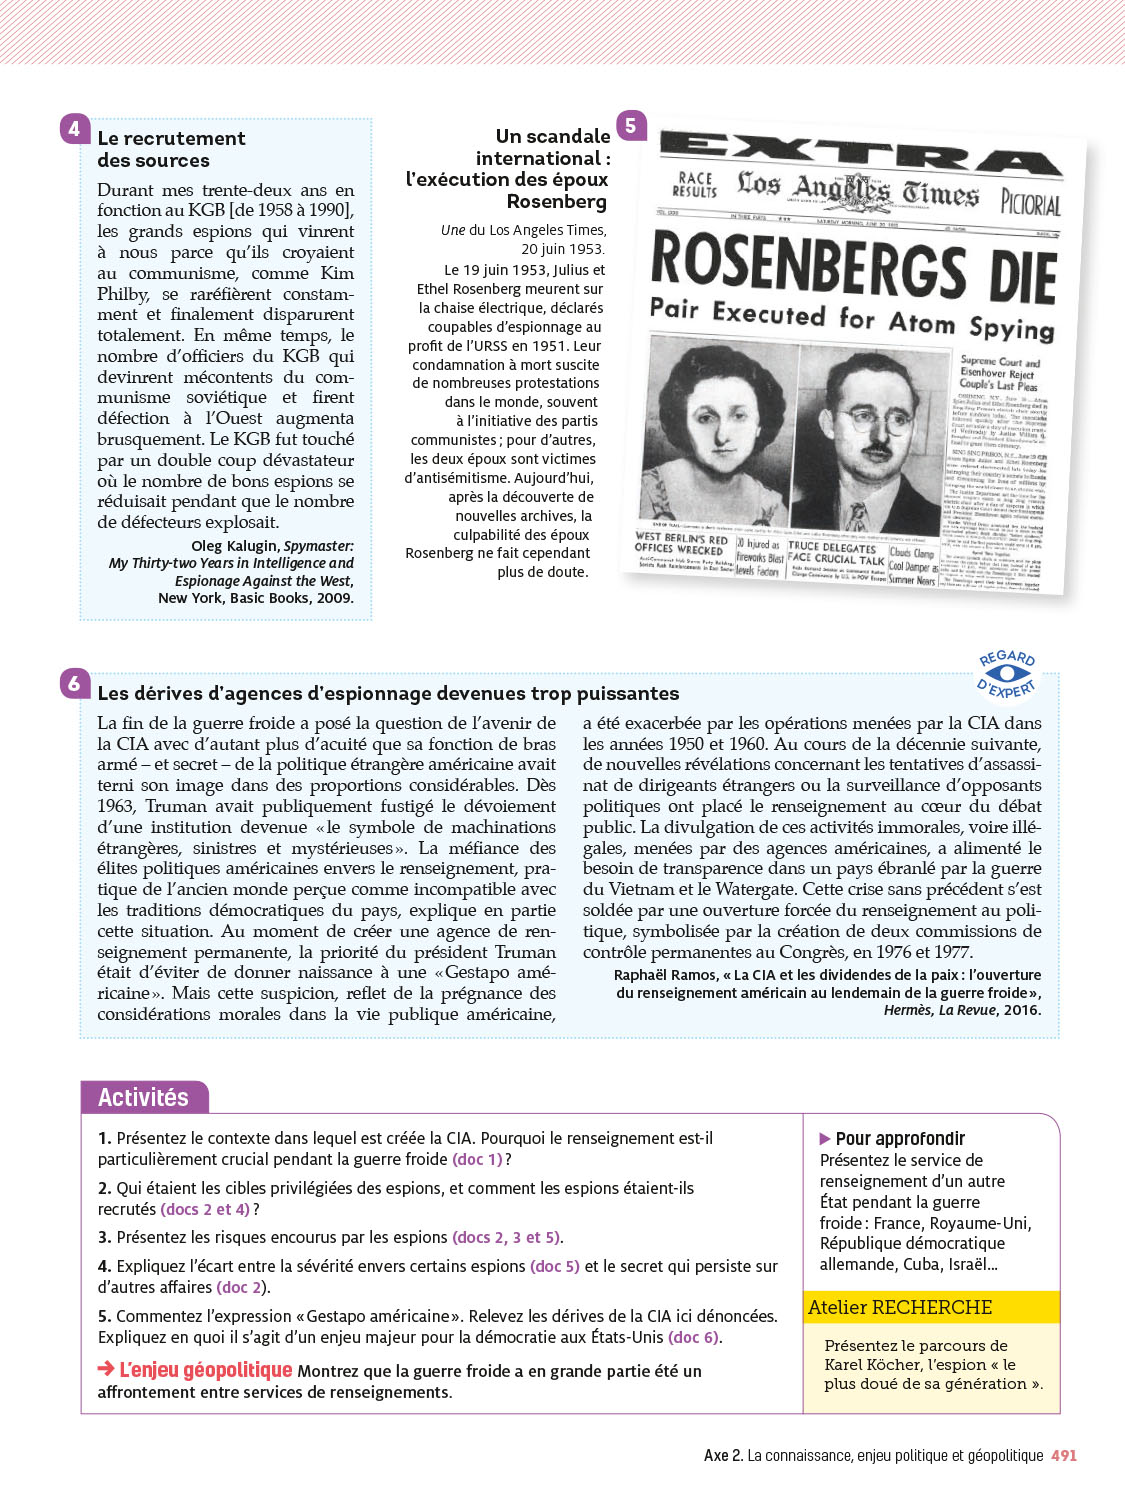 4
Le recrutement
des sources
Durant mes trente-deux ans en
fonction au KGB [de 1958 à 1990],
les grands espions qui vinrent
à nous parce qu'ils croyaient
au communisme, comme Kim
Philby, se raréfièrent constam-
ment et finalement disparurent
totalement. En même temps, le
nombre d'officiers du KGB qui
devinrent mécontents du com-
munisme soviétique et firent
défection à l'Ouest augmenta
brusquement. Le KGB fut touché
par un double coup dévastateur
où le nombre de bons espions se
réduisait pendant que le nombre
de défecteurs explosait.
Oleg Kalugin, Spymaster:
My Thirty-two Years in Intelligence and
Espionage Against the West,
New York, Basic Books, 2009.
5
Un scandale
international :
l'exécution des époux
Rosenberg
Une du Los Angeles Times,
20 juin 1953.
Le 19 juin 1953, Julius et
Ethel Rosenberg meurent sur
la chaise électrique, déclarés
coupables d'espionnage au
profit de l'URSS en 1951. Leur
condamnation à mort suscite
de nombreuses protestations
dans le monde, souvent
à l'initiative des partis
communistes ; pour d'autres,
les deux époux sont victimes
d'antisémitisme. Aujourd'hui,
après la découverte de
nouvelles archives, la
culpabilité des époux
Rosenberg ne fait cependant
plus de doute.
EXTRA
RACE
RESULTS
Los Angeles Times
PICTORIAL
ROSENBERGS DIE
Pair Executed for Atom Spying
Supreme Court and
Eisenhower Reject
Couple's Last Pleas
WEST BERLIN'S RED
OFFICES WRECKED
20 Injured as
Fireworks Blast
Levels Factory
TRUCE DELEGATES
FACE CRUCIAL TALK
Clouds Clamp
Cool Damper as
Summer Nears
6
REGARD
D'EXPERT
Les dérives d'agences d'espionnage devenues trop puissantes
La fin de la guerre froide a posé la question de l'avenir de
la CIA avec d'autant plus d'acuité que sa fonction de bras
armé – et secret – de la politique étrangère américaine avait
terni son image dans des proportions considérables. Dès
1963, Truman avait publiquement fustigé le dévoiement
d'une institution devenue « le symbole de machinations
étrangères, sinistres et mystérieuses ». La méfiance des
élites politiques américaines envers le renseignement, pra-
tique de l'ancien monde perçue comme incompatible avec
les traditions démocratiques du pays, explique en partie
cette situation. Au moment de créer une agence de ren-
seignement permanente, la priorité du président Truman
était d'éviter de donner naissance à une « Gestapo amé-
ricaine ». Mais cette suspicion, reflet de la prégnance des
considérations morales dans la vie publique américaine,
a été exacerbée par les opérations menées par la CIA dans
les années 1950 et 1960. Au cours de la décennie suivante,
de nouvelles révélations concernant les tentatives d'assassi-
nat de dirigeants étrangers ou la surveillance d'opposants
politiques ont placé le renseignement au cœur du débat
public. La divulgation de ces activités immorales, voire illé-
gales, menées par des agences américaines, a alimenté le
besoin de transparence dans un pays ébranlé par la guerre
du Vietnam et le Watergate. Cette crise sans précédent s'est
soldée par une ouverture forcée du renseignement au poli-
tique, symbolisée par la création de deux commissions de
contrôle permanentes au Congrès, en 1976 et 1977.
Raphaël Ramos, « La CIA et les dividendes de la paix : l'ouverture
du renseignement américain au lendemain de la guerre froide »,
Hermès, La Revue, 2016.
Activités
1. Présentez le contexte dans lequel est créée la CIA. Pourquoi le renseignement est-il
particulièrement crucial pendant la guerre froide (doc 1) ?
2. Qui étaient les cibles privilégiées des espions, et comment les espions étaient-ils
recrutés (docs 2 et 4) ?
3. Présentez les risques encourus par les espions (docs 2, 3 et 5).
4. Expliquez l'écart entre la sévérité envers certains espions (doc 5) et le secret qui persiste sur
d'autres affaires (doc 2).
5. Commentez l'expression « Gestapo américaine ». Relevez les dérives de la CIA ici dénoncées.
Expliquez en quoi il s'agit d'un enjeu majeur pour la démocratie aux États-Unis (doc 6).
➔ L'enjeu géopolitique Montrez que la guerre froide a en grande partie été un
affrontement entre services de renseignements.
▶ Pour approfondir
Présentez le service de
renseignement d'un autre
État pendant la guerre
froide : France, Royaume-Uni,
République démocratique
allemande, Cuba, Israël...
Atelier RECHERCHE
Présentez le parcours de
Karel Köcher, l'espion « le
plus doué de sa génération ».
Axe 2. La connaissance, enjeu politique et géopolitique 491